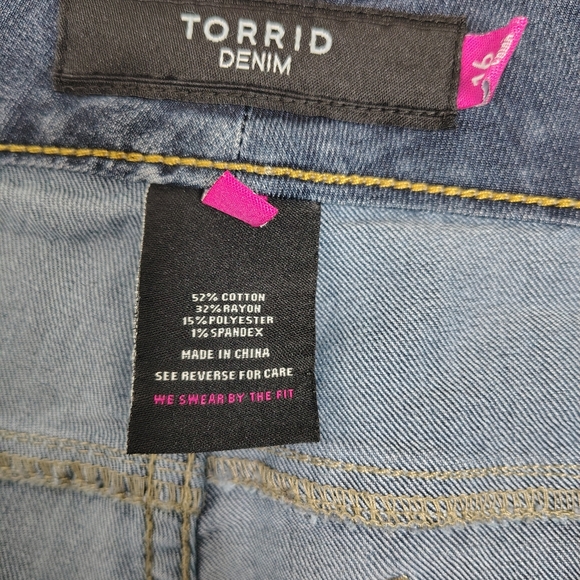 TORRID
DENIM
16
52% COTTON
32% RAYON
15% POLYESTER
1% SPANDEX
MADE IN CHINA
SEE REVERSE FOR CARE
WE SWEAR BY THE FIT